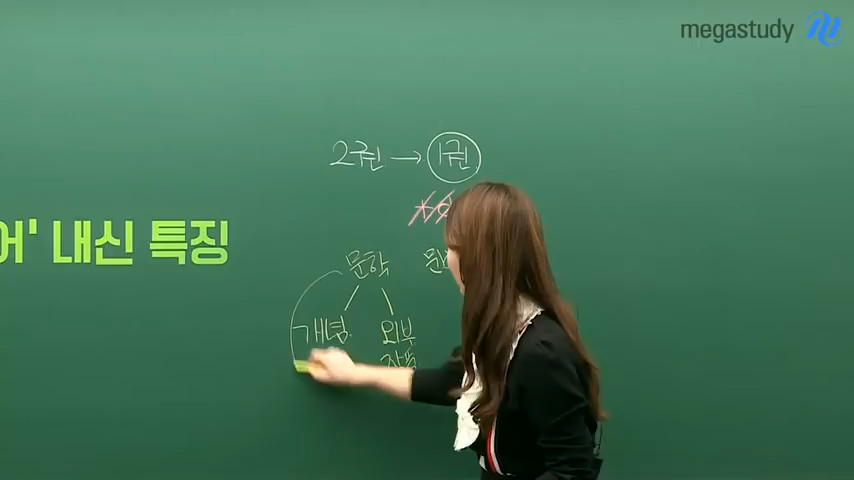 megastudy
2권 → 1권
어' 내신 특징
문학
개념 외부